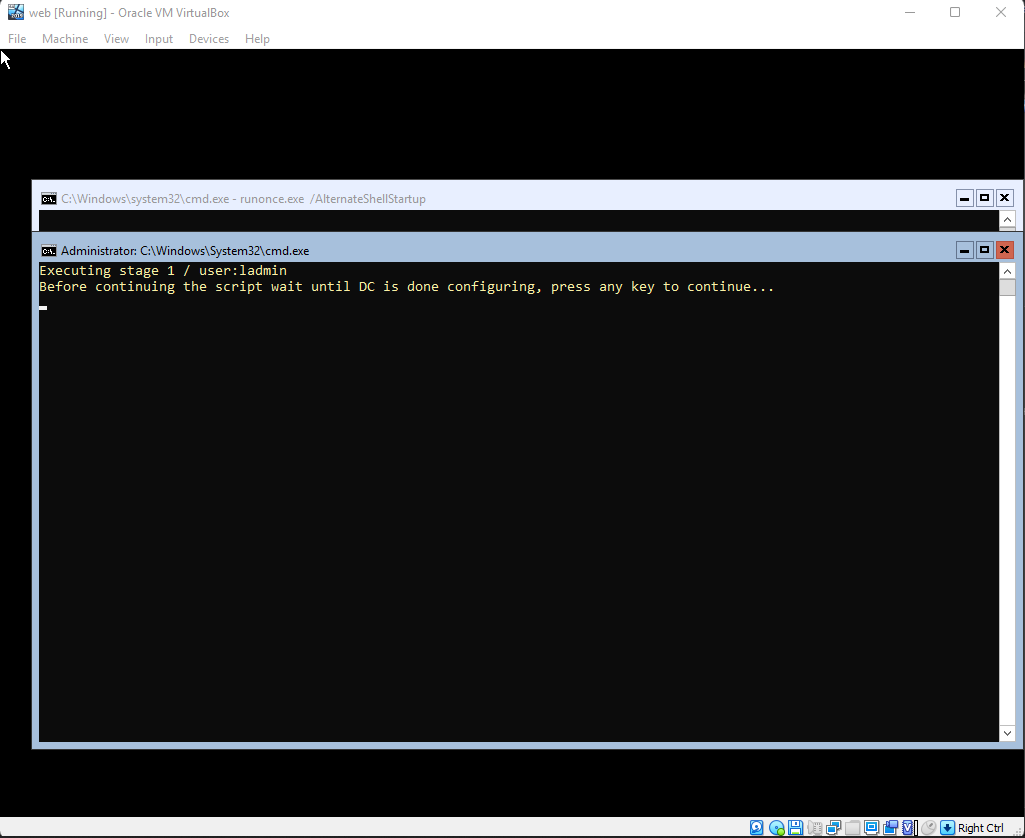 web [Running] - Oracle VM VirtualBox
File Machine View Input Devices Help
C:\Windows\system32\cmd.exe - runonce.exe /AlternateShellStartup
Administrator: C:\Windows\System32\cmd.exe
Executing stage 1 / user:ladmin
Before continuing the script wait until DC is done configuring, press any key to continue...
Right Ctrl